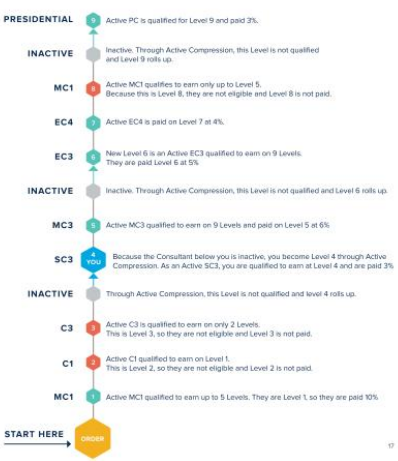 PRESIDENTIAL 9 Active PC is qualified for Level 9 and paid 3%.
INACTIVE Inactive. Through Active Compression, this Level is not qualified
and Level 9 rolls up.
MC1 8 Active MC1 qualifies to earn only up to Level 5.
Because this is Level 8, they are not eligible and Level 8 is not paid.
EC4 7 Active EC4 is paid on Level 7 at 4%.
EC3 6 New Level 6 is an Active EC3 qualified to earn on 9 Levels.
They are paid Level 6 at 5%
INACTIVE Inactive. Through Active Compression, this Level is not qualified and Level 6 rolls up.
MC3 5 Active MC3 qualified to earn on 9 Levels and paid on Level 5 at 6%
SC3 4 YOU Because the Consultant below you is inactive, you become Level 4 through Active
Compression. As an Active SC3, you are qualified to earn at Level 4 and are paid 3%
INACTIVE Through Active Compression, this Level is not qualified and level 4 rolls up.
C3 3 Active C3 is qualified to earn on only 2 Levels.
This is Level 3, so they are not eligible and Level 3 is not paid.
C1 2 Active C1 qualified to earn on Level 1.
This is Level 2, so they are not eligible and Level 2 is not paid.
MC1 1 Active MC1 qualified to earn up to 5 Levels. They are Level 1, so they are paid 10%
START HERE ORDER
17